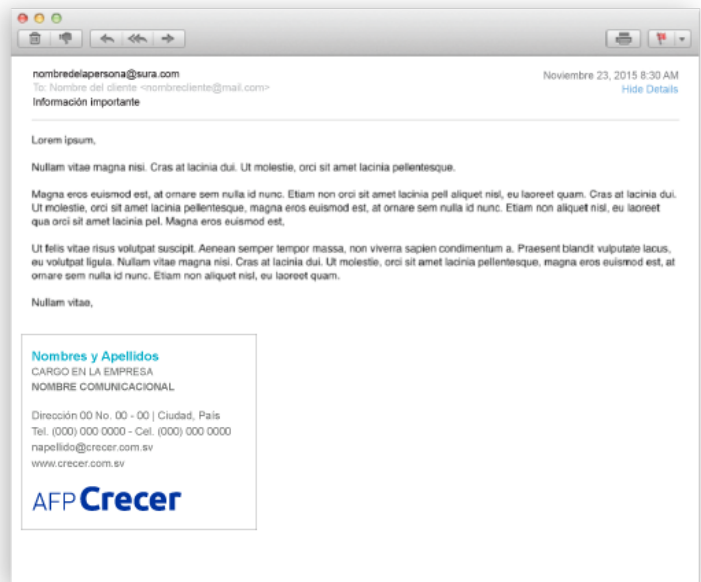 nombredelapersona@sura.com
Noviembre 23, 2015 8:30 AM
To: Nombre del cliente <nombrecliente@mail.com>
Hide Details
Información importante
Lorem ipsum,
Nullam vitae magna nisi. Cras at lacinia dui. Ut molestie, orci sit amet lacinia pellentesque.
Magna eros euismod est, at ornare sem nulla id nunc. Etiam non orci sit amet lacinia pell aliquet nisl, eu laoreet quam. Cras at lacinia dui.
Ut molestie, orci sit amet lacinia pellentesque, magna eros euismod est, at ornare sem nulla id nunc. Etiam non aliquet nisl, eu laoreet
qua orci sit amet lacinia pel. Magna eros euismod est,
Ut felis vitae risus volutpat suscipit. Aenean semper tempor massa, non viverra sapien condimentum a. Praesent blandit vulputate lacus,
eu volutpat ligula. Nullam vitae magna nisi. Cras at lacinia dui. Ut molestie, orci sit amet lacinia pellentesque, magna eros euismod est, at
ornare sem nulla id nunc. Etiam non aliquet nisl, eu laoreet quam.
Nullam vitae,
Nombres y Apellidos
CARGO EN LA EMPRESA
NOMBRE COMUNICACIONAL
Dirección 00 No. 00 - 00 | Ciudad, País
Tel. (000) 000 0000 - Cel. (000) 000 0000
napellido@crecer.com.sv
www.crecer.com.sv
AFP Crecer